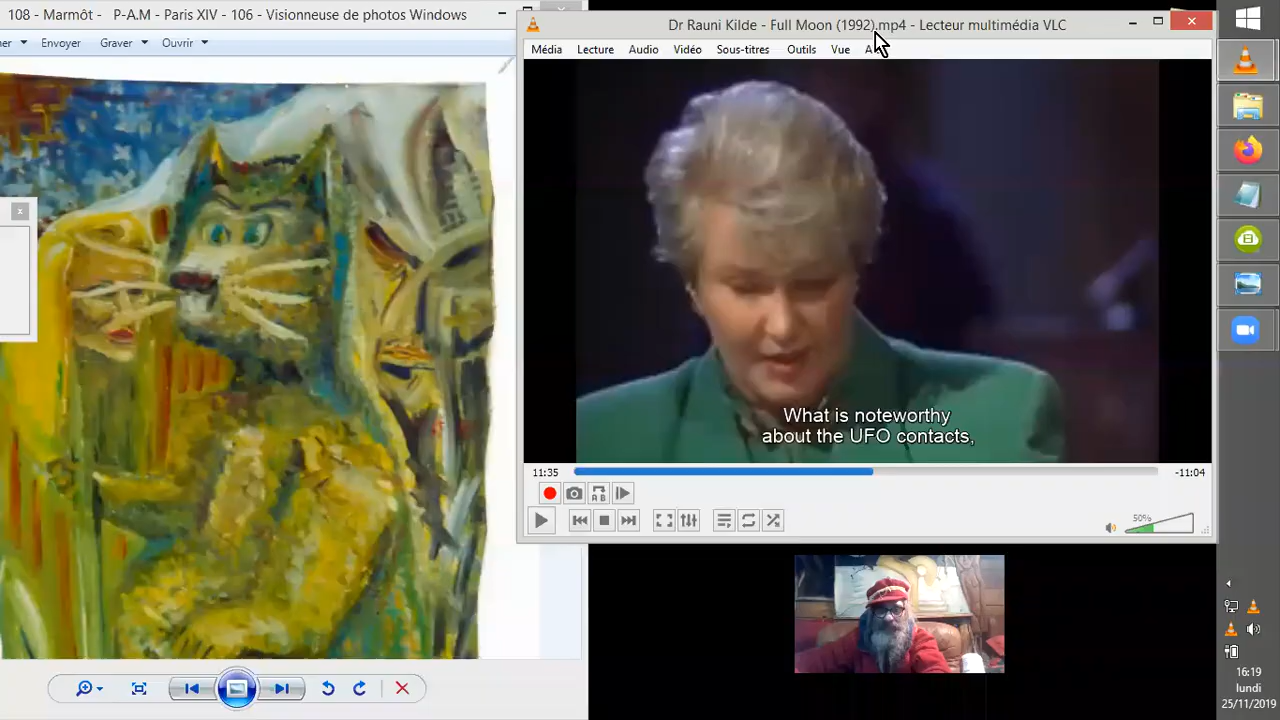 108 - Marmôt - P-A.M - Paris XIV - 106 - Visionneuse de photos Windows
Envoyer
Graver
Ouvrir
Dr Rauni Kilde - Full Moon (1992).mp4 - Lecteur multimédia VLC
Média
Lecture
Audio
Vidéo
Sous-titres
Outils
Vue
What is noteworthy
about the UFO contacts,
11:35
-11:04
50%
16:19
lundi
25/11/2019